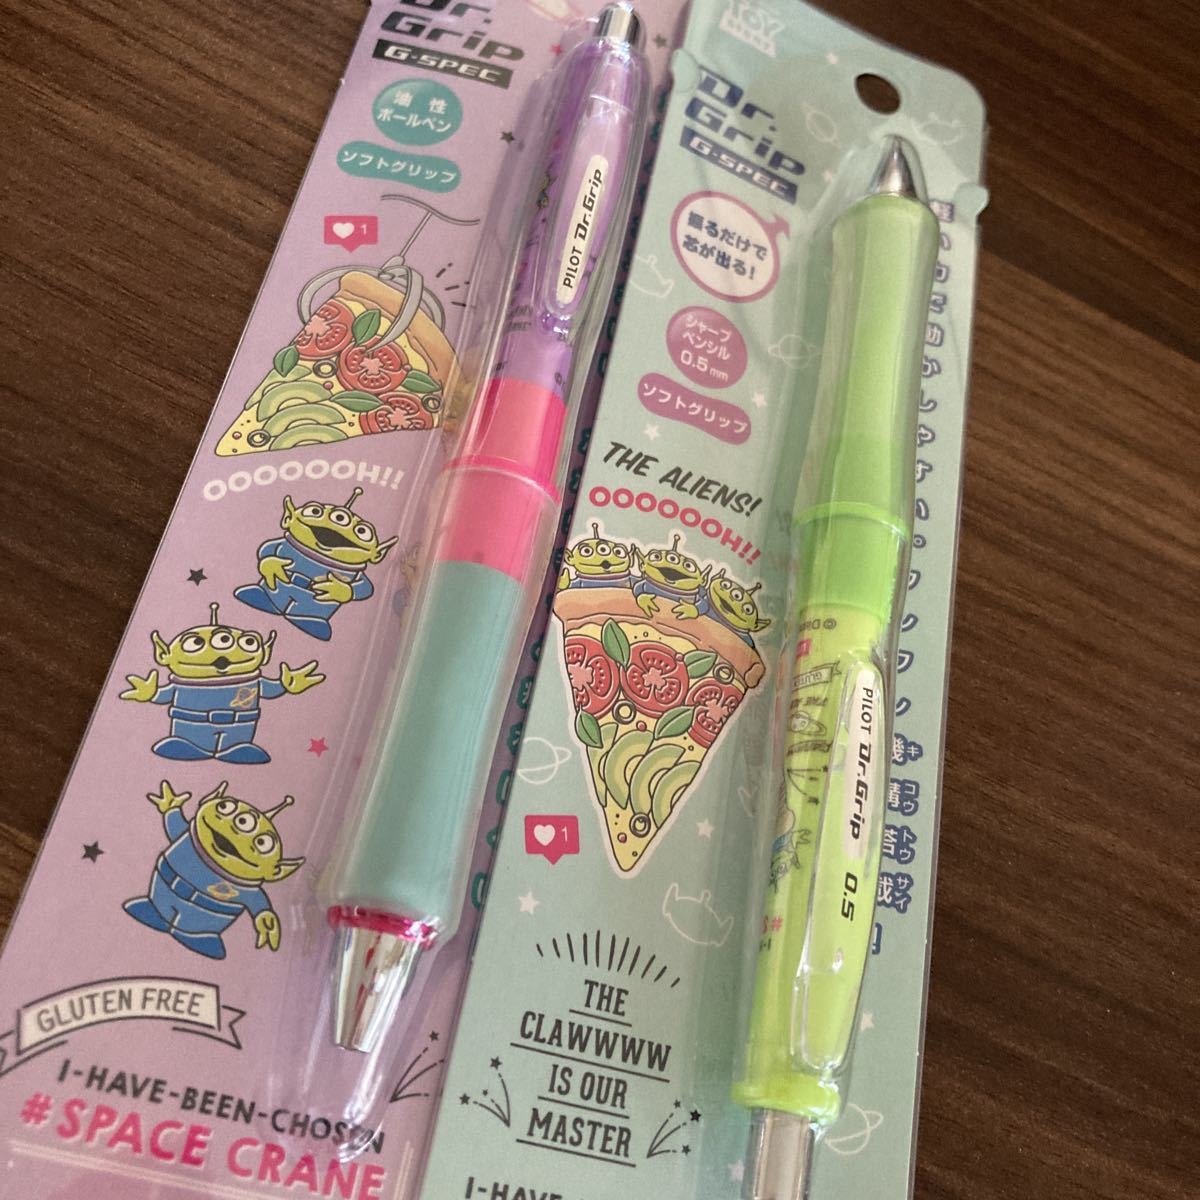 Dr.
Grip
G-SPEC
油性
ボールペン
ソフトグリップ
1
PILOT Dr.Grip
OOOOOOH!!
GLUTEN FREE
I-HAVE-BEEN-CHOSEN
#SPACE CRANE
TOY
Dr.
Grip
G-SPEC
振るだけで
芯が出る!
シャープ
ペンシル
0.5mm
ソフトグリップ
THE ALIENS!
OOOOOOH!!
1
THE
CLAWWWW
IS OUR
MASTER
I-HAVE
PILOT Dr.Grip 0.5